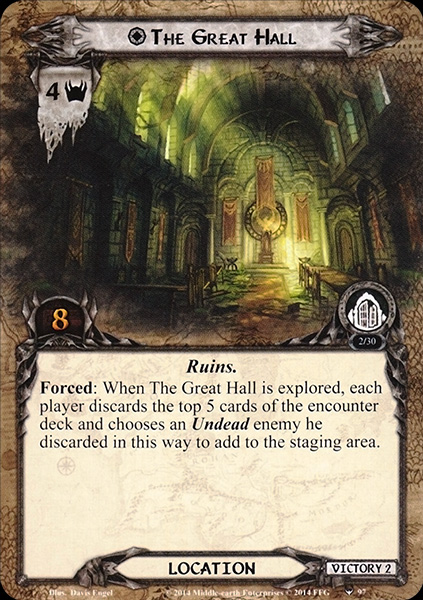 THE GREAT HALL
4
8
2/30
Ruins.
Forced: When The Great Hall is explored, each
player discards the top 5 cards of the encounter
deck and chooses an Undead enemy he
discarded in this way to add to the staging area.
LOCATION
VICTORY 2
Illus. Davis Engel
© 2014 Middle-earth Enterprises © 2014 FFG
97